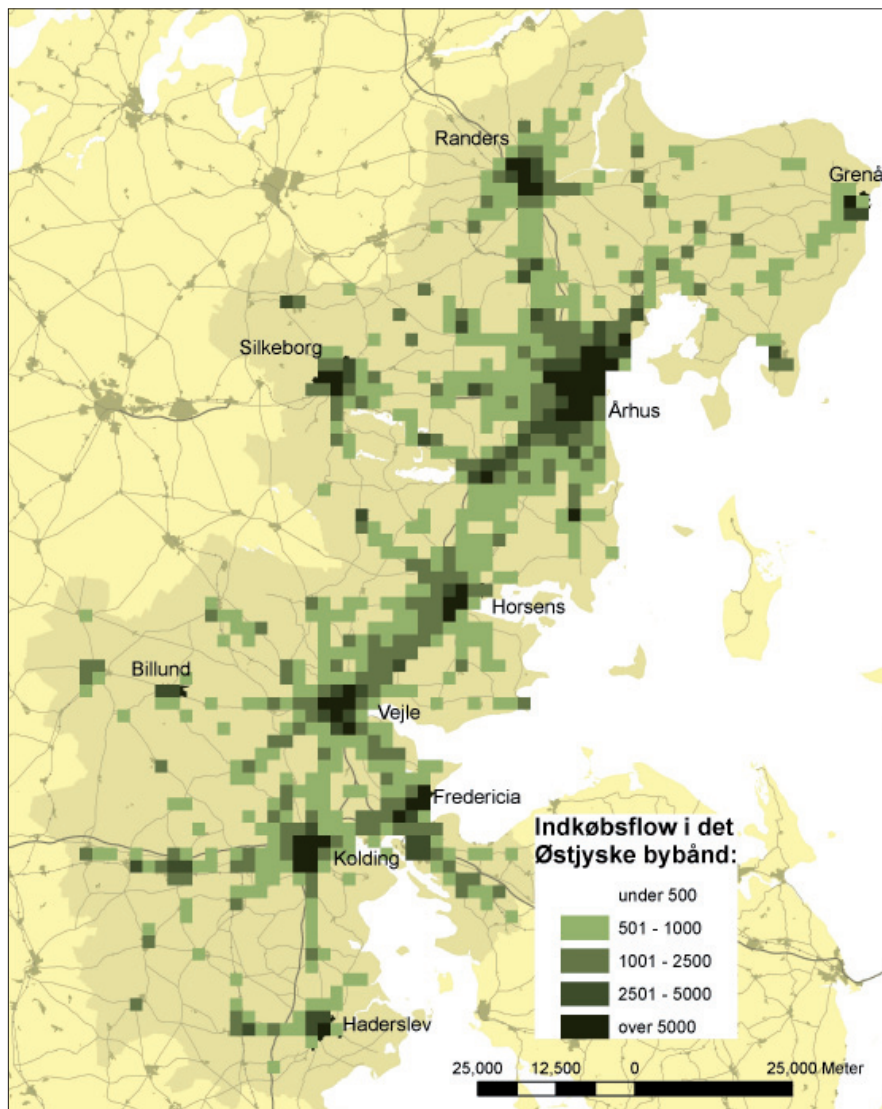 Randers
Grenå
Silkeborg
Århus
Horsens
Billund
Vejle
Fredericia
Kolding
Haderslev
Indkøbsflow i det
Østjyske bybånd:
under 500
501 - 1000
1001 - 2500
2501 - 5000
over 5000
25,000 12,500 0 25,000 Meter